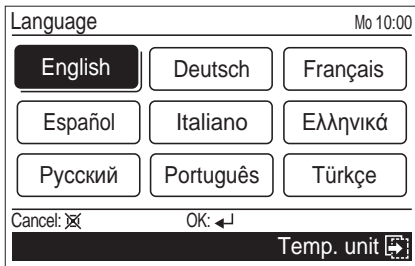 Language Mo 10:00
English Deutsch Français
Español Italiano Ελληνικά
Русский Português Türkçe
Cancel: OK:
Temp. unit